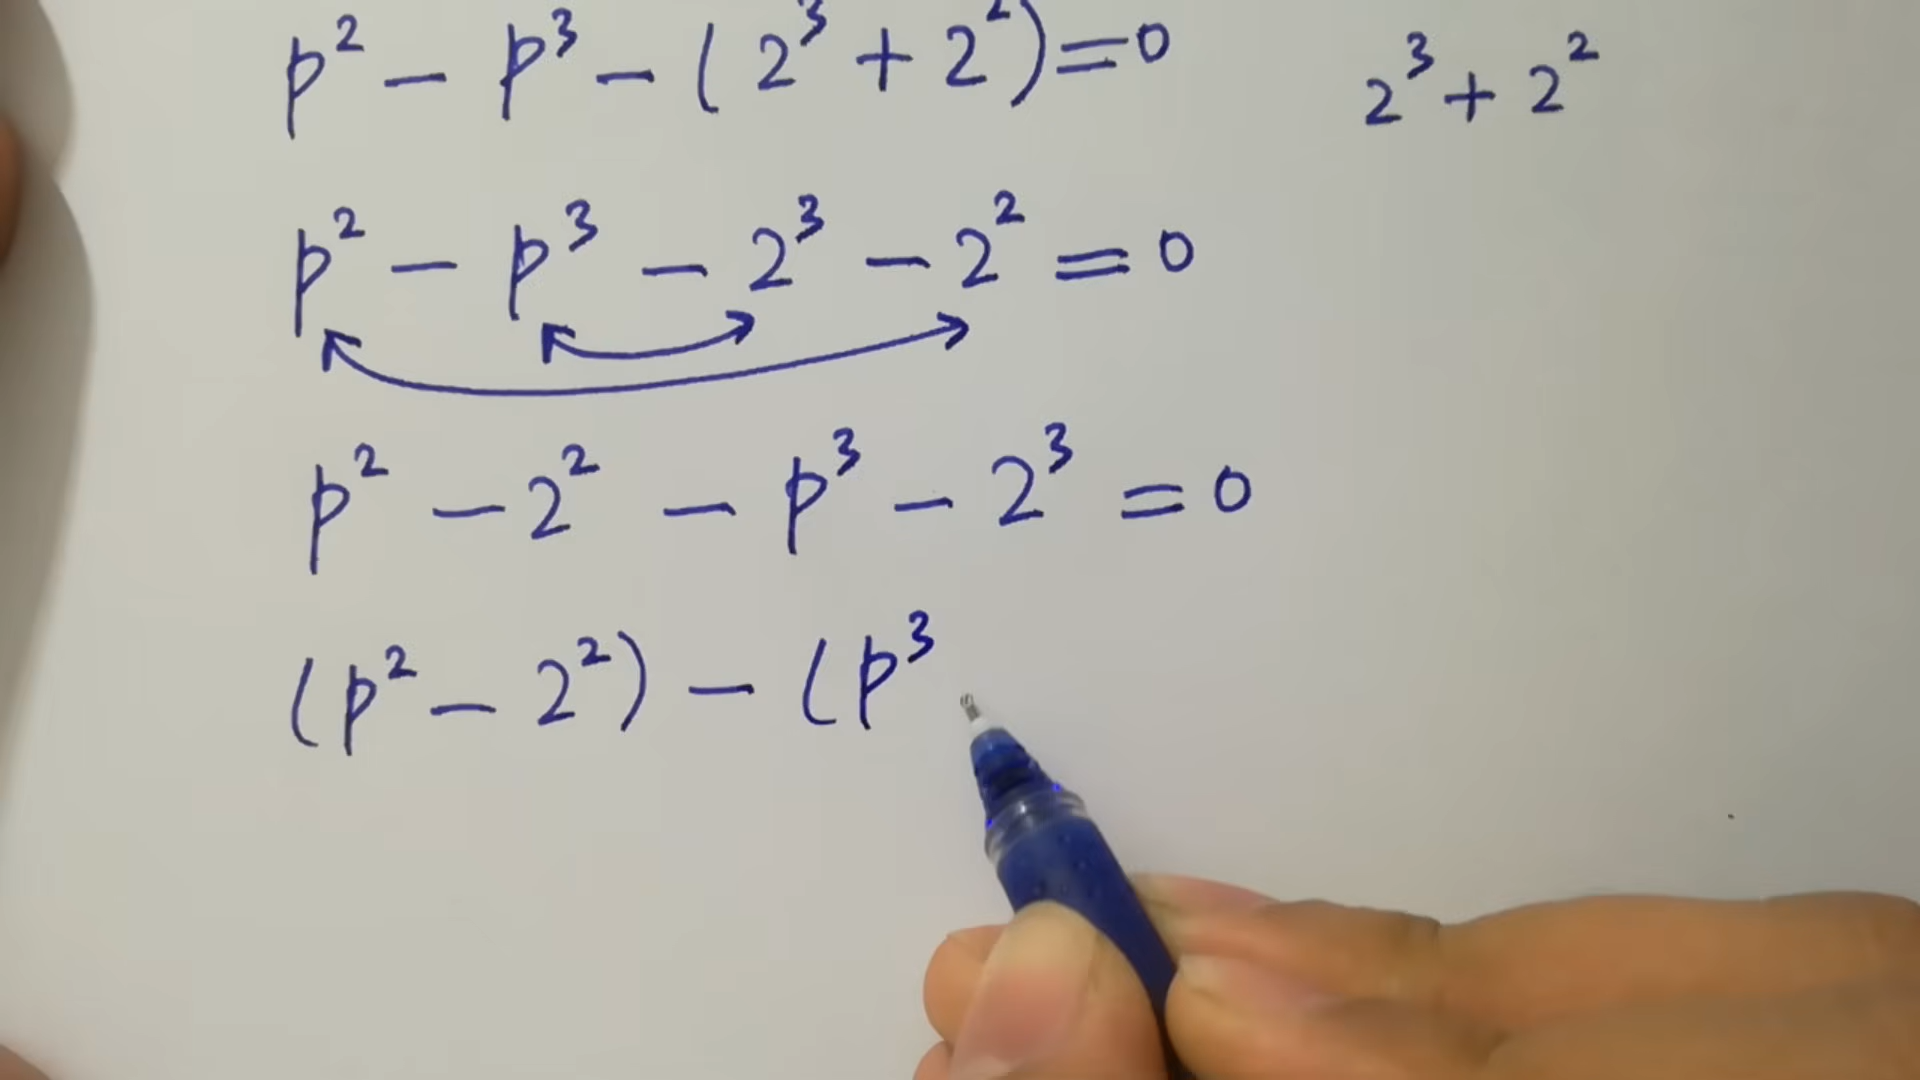 p² − p³ − (2³ + 2²) = 0
2³ + 2²
p² − p³ − 2³ − 2² = 0
p² − 2² − p³ − 2³ = 0
(p² − 2²) − (p³